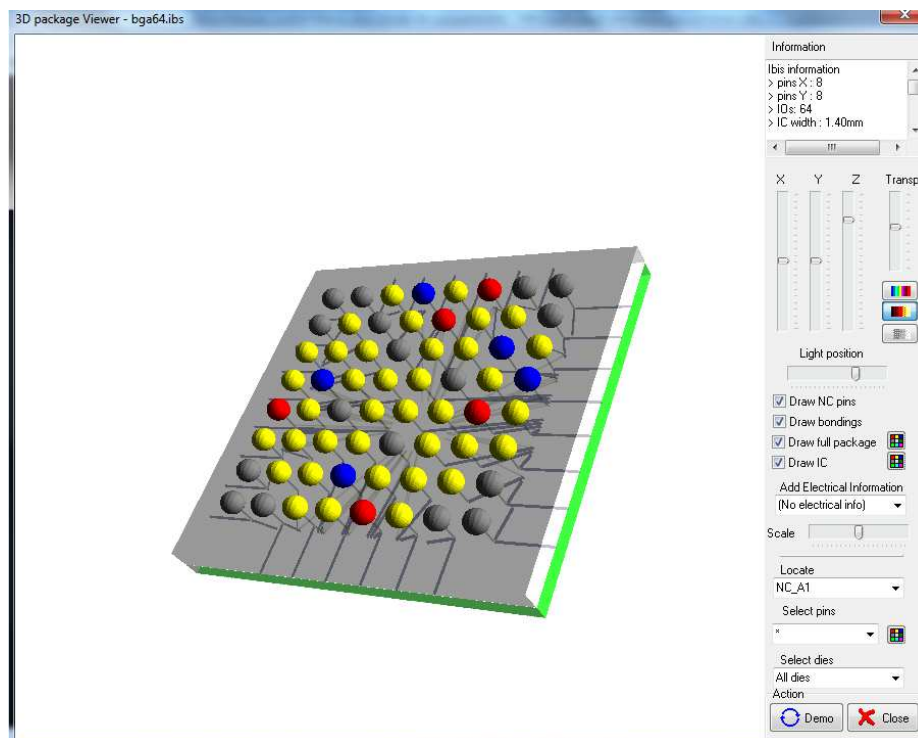 3D package Viewer - bga64.ibs
Information
Ibis information
> pins X : 8
> pins Y : 8
> IOs: 64
> IC width : 1.40mm
X Y Z Transp
Light position
Draw NC pins
Draw bondings
Draw full package
Draw IC
Add Electrical Information
(No electrical info)
Scale
Locate
NC_A1
Select pins
*
Select dies
All dies
Action
Demo Close